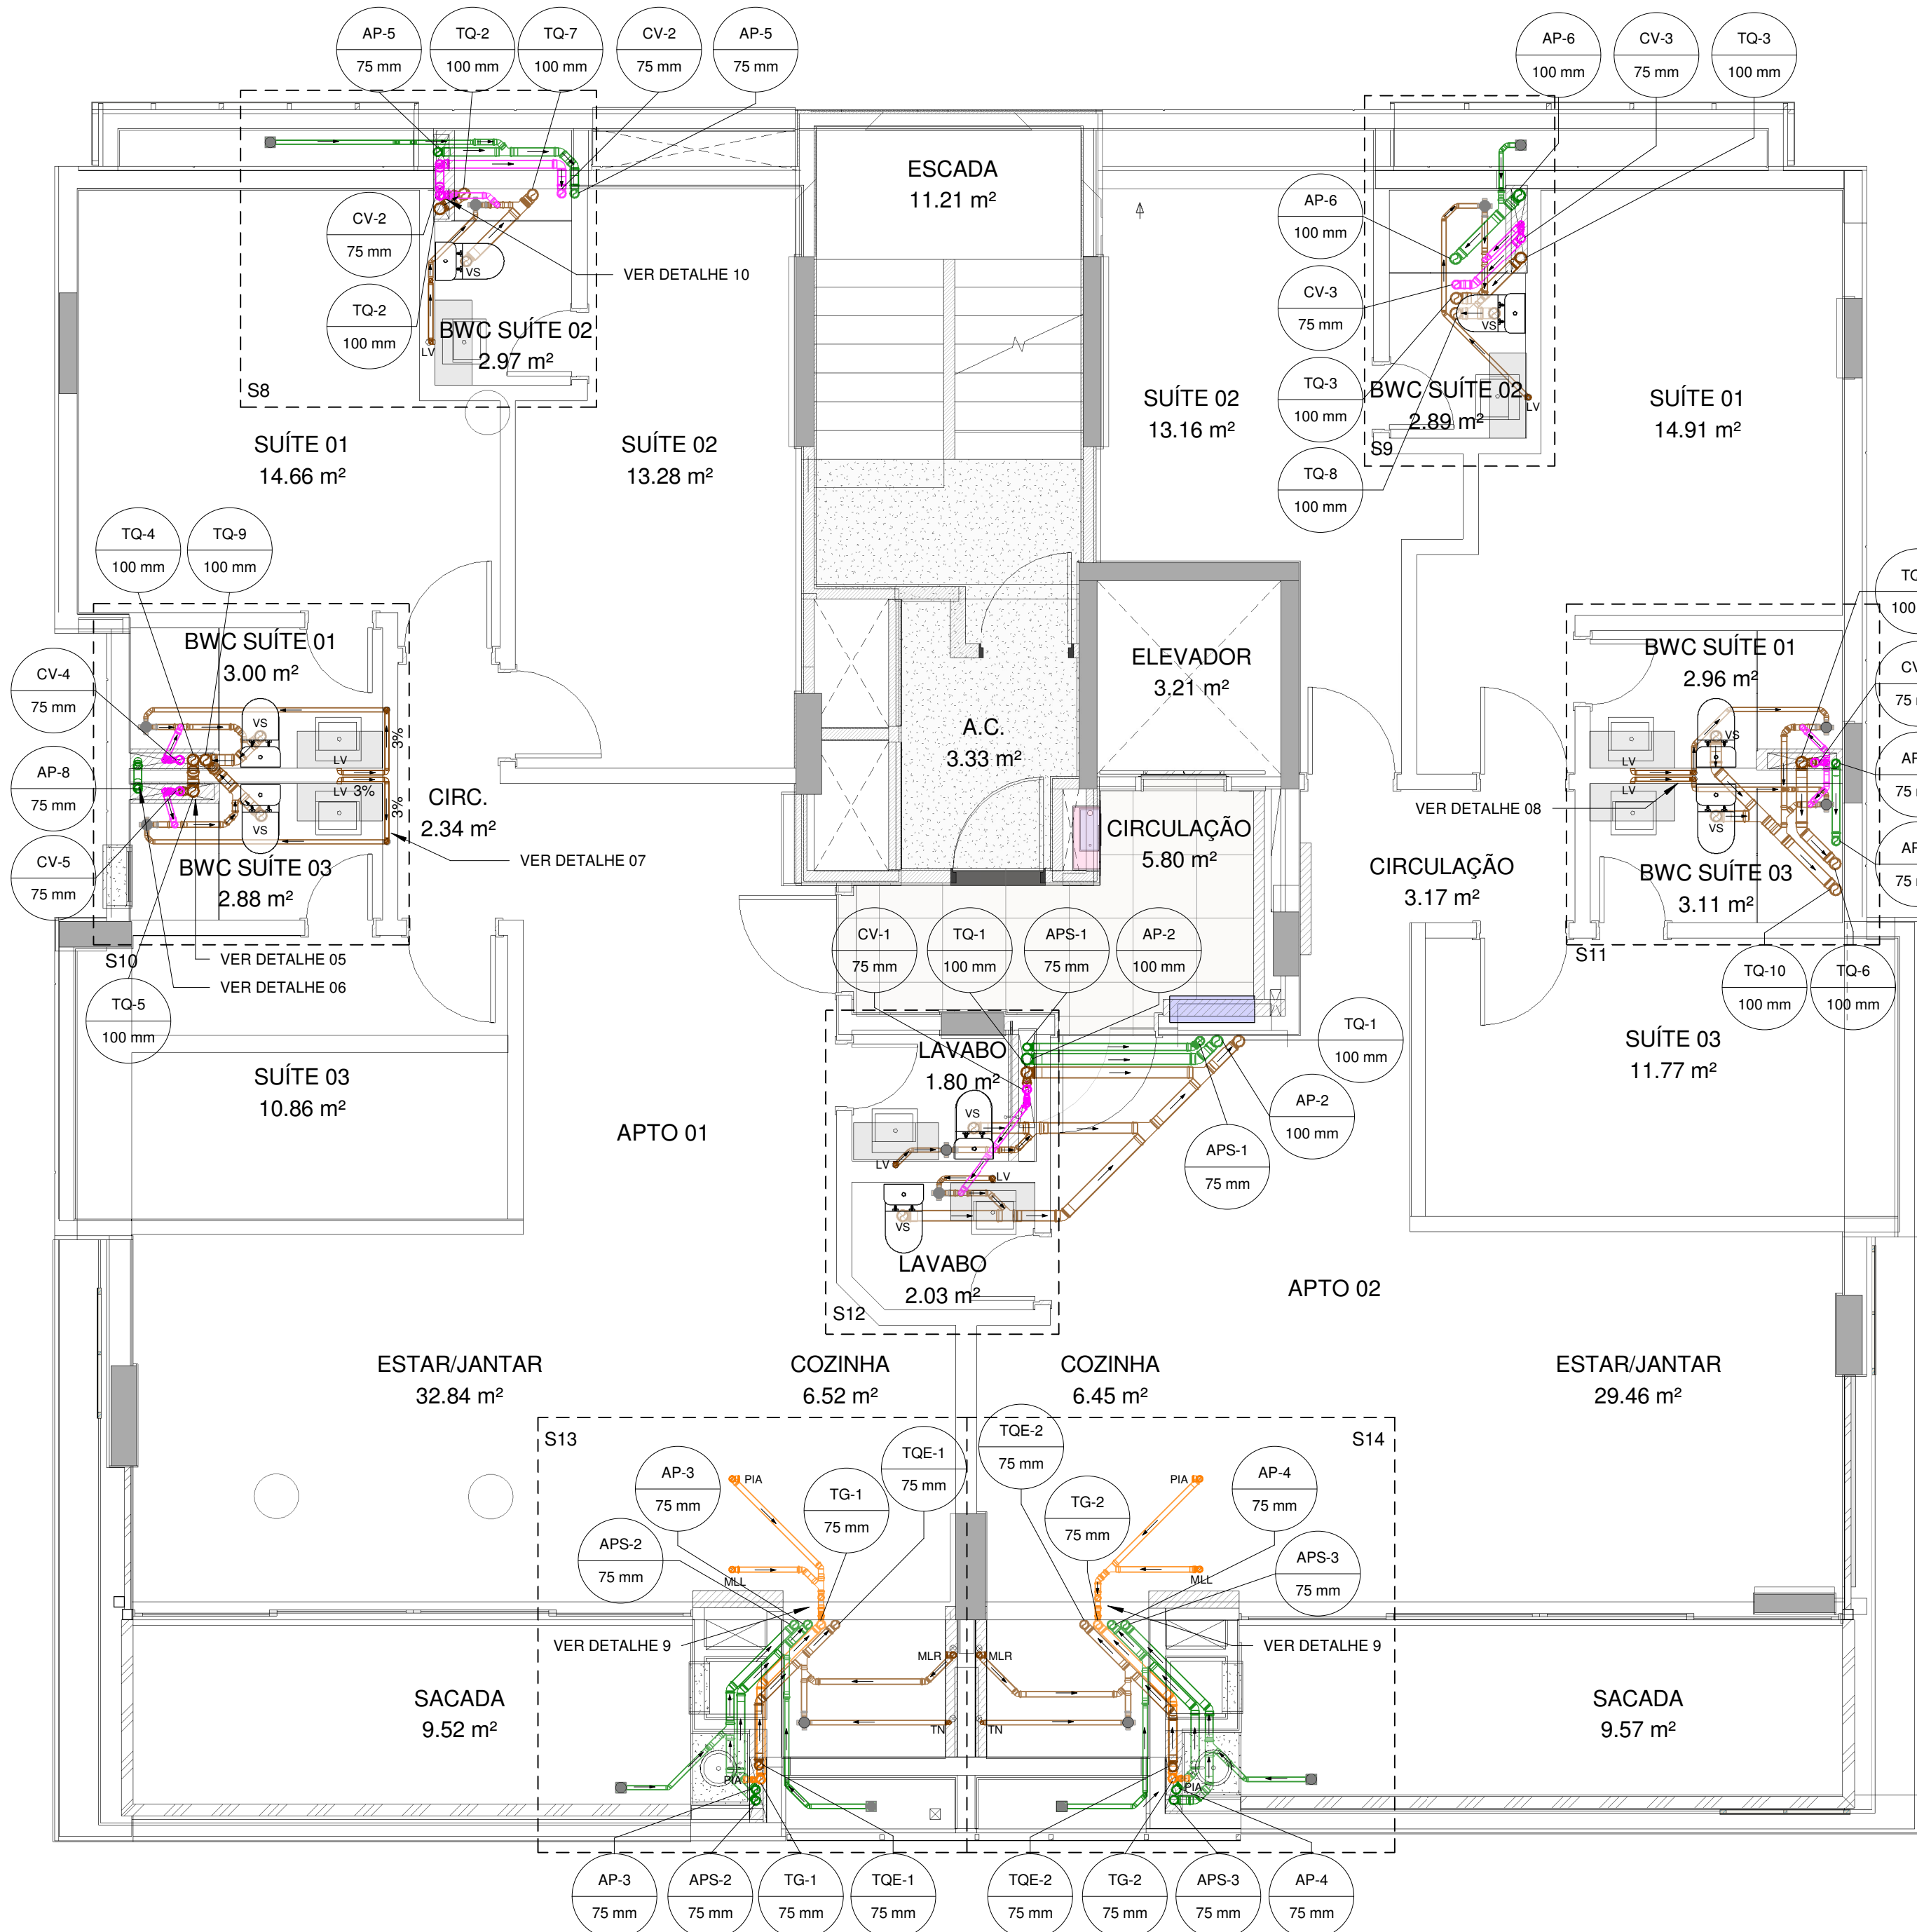 AP-5
75 mm
TQ-2
100 mm
TQ-7
100 mm
CV-2
75 mm
AP-5
75 mm
AP-6
100 mm
CV-3
75 mm
TQ-3
100 mm
ESCADA
11.21 m²
CV-2
75 mm
TQ-2
100 mm
VER DETALHE 10
VS
LV
BWC SUÍTE 02
2.97 m²
S8
AP-6
100 mm
CV-3
75 mm
TQ-3
100 mm
TQ-8
100 mm
VS
LV
BWC SUÍTE 02
2.89 m²
S9
SUÍTE 01
14.66 m²
SUÍTE 02
13.28 m²
SUÍTE 02
13.16 m²
SUÍTE 01
14.91 m²
TQ-4
100 mm
TQ-9
100 mm
CV-4
75 mm
AP-8
75 mm
CV-5
75 mm
TQ-5
100 mm
BWC SUÍTE 01
3.00 m²
VS
LV
3%
LV
3%
3%
VS
BWC SUÍTE 03
2.88 m²
S10
VER DETALHE 05
VER DETALHE 06
VER DETALHE 07
CIRC.
2.34 m²
A.C.
3.33 m²
ELEVADOR
3.21 m²
CIRCULAÇÃO
5.80 m²
CIRCULAÇÃO
3.17 m²
VER DETALHE 08
BWC SUÍTE 01
2.96 m²
VS
LV
LV
VS
BWC SUÍTE 03
3.11 m²
S11
TQ
100
CV
75
AP
75
AP
75
TQ-10
100 mm
TQ-6
100 mm
CV-1
75 mm
TQ-1
100 mm
APS-1
75 mm
AP-2
100 mm
TQ-1
100 mm
AP-2
100 mm
APS-1
75 mm
LAVABO
1.80 m²
VS
LV
LV
VS
LAVABO
2.03 m²
S12
SUÍTE 03
10.86 m²
SUÍTE 03
11.77 m²
APTO 01
APTO 02
ESTAR/JANTAR
32.84 m²
COZINHA
6.52 m²
COZINHA
6.45 m²
ESTAR/JANTAR
29.46 m²
S13
S14
AP-3
75 mm
APS-2
75 mm
TG-1
75 mm
TQE-1
75 mm
TQE-2
75 mm
TG-2
75 mm
AP-4
75 mm
APS-3
75 mm
PIA
MLL
PIA
MLL
VER DETALHE 9
VER DETALHE 9
MLR
MLR
TN
TN
PIA
PIA
SACADA
9.52 m²
SACADA
9.57 m²
AP-3
75 mm
APS-2
75 mm
TG-1
75 mm
TQE-1
75 mm
TQE-2
75 mm
TG-2
75 mm
APS-3
75 mm
AP-4
75 mm